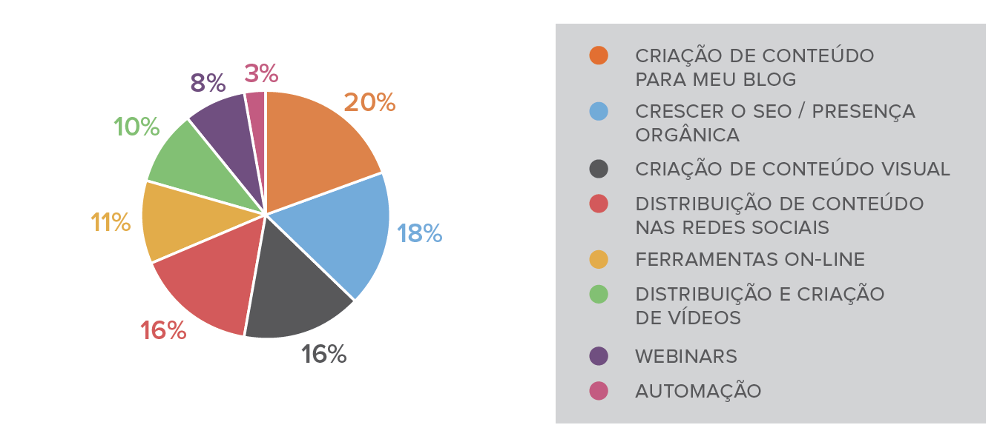 3%
8%
20%
10%
11%
18%
16%
16%
CRIAÇÃO DE CONTEÚDO
PARA MEU BLOG
CRESCER O SEO / PRESENÇA
ORGÂNICA
CRIAÇÃO DE CONTEÚDO VISUAL
DISTRIBUIÇÃO DE CONTEÚDO
NAS REDES SOCIAIS
FERRAMENTAS ON-LINE
DISTRIBUIÇÃO E CRIAÇÃO
DE VÍDEOS
WEBINARS
AUTOMAÇÃO